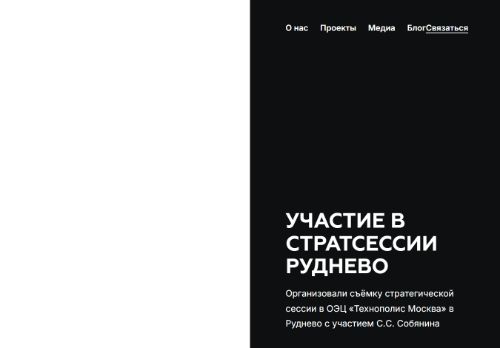 О нас Проекты Медиа Блог Связаться
УЧАСТИЕ В
СТРАТСЕССИИ
РУДНЕВО
Организовали съёмку стратегической
сессии в ОЭЦ «Технополис Москва» в
Руднево с участием С.С. Собянина